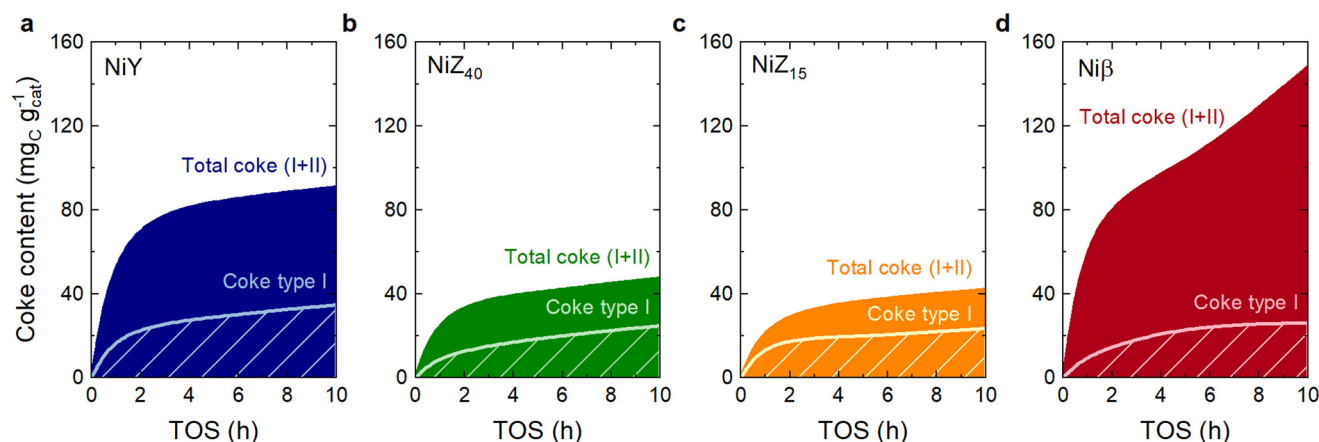 a
NiY
Total coke (I+II)
Coke type I
Coke content (mg_C g_cat^-1)
160
120
80
40
0
0 2 4 6 8 10
TOS (h)
b
NiZ₄₀
Total coke (I+II)
Coke type I
160
120
80
40
0
0 2 4 6 8 10
TOS (h)
c
NiZ₁₅
Total coke (I+II)
Coke type I
160
120
80
40
0
0 2 4 6 8 10
TOS (h)
d
Niβ
Total coke (I+II)
Coke type I
160
120
80
40
0
0 2 4 6 8 10
TOS (h)